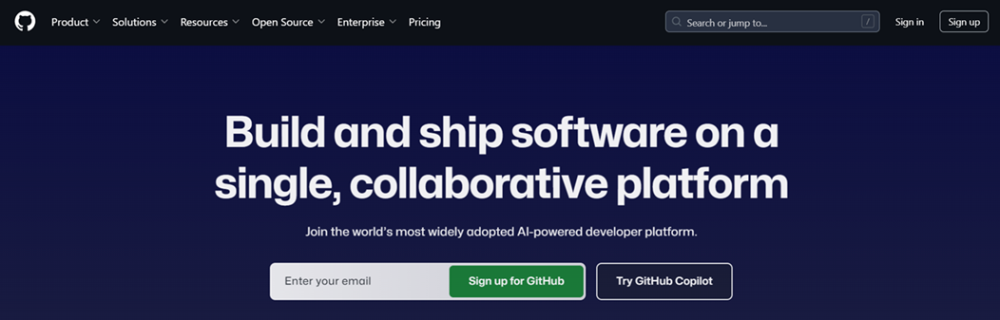 Product Solutions Resources Open Source Enterprise Pricing Search or jump to... / Sign in Sign up
Build and ship software on a
single, collaborative platform
Join the world's most widely adopted AI-powered developer platform.
Enter your email Sign up for GitHub Try GitHub Copilot